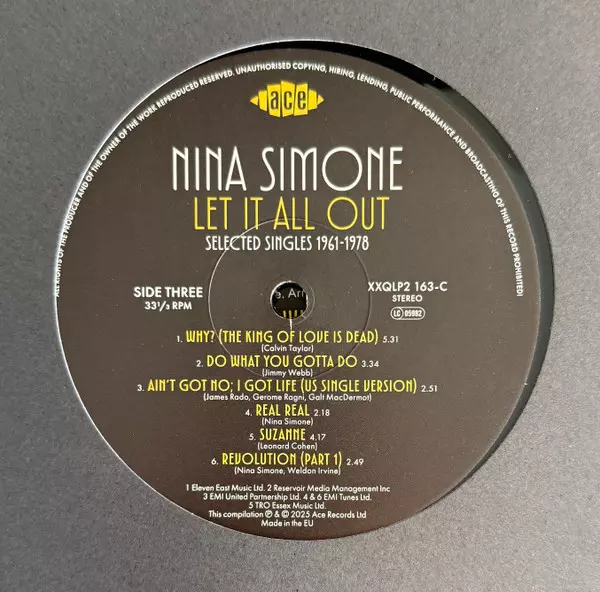 ALL RIGHTS OF THE PRODUCER AND OF THE OWNER OF THE WORK REPRODUCED RESERVED. UNAUTHORISED COPYING, HIRING, LENDING, PUBLIC PERFORMANCE AND BROADCASTING OF THIS RECORD PROHIBITED!
ace
NINA SIMONE
LET IT ALL OUT
SELECTED SINGLES 1961-1978
SIDE THREE
33⅓ RPM
XXQLP2 163-C
STEREO
LC 05982
1. WHY? (THE KING OF LOVE IS DEAD) 5.31
(Calvin Taylor)
2. DO WHAT YOU GOTTA DO 3.34
(Jimmy Webb)
3. AIN'T GOT NO; I GOT LIFE (US SINGLE VERSION) 2.51
(James Rado, Gerome Ragni, Galt MacDermot)
4. REAL REAL 2.18
(Nina Simone)
5. SUZANNE 4.17
(Leonard Cohen)
6. REVOLUTION (PART 1) 2.49
(Nina Simone, Weldon Irvine)
1 Eleven East Music Ltd. 2 Reservoir Media Management Inc
3 EMI United Partnership Ltd. 4 & 6 EMI Tunes Ltd.
5 TRO Essex Music Ltd.
This compilation ℗ & © 2025 Ace Records Ltd
Made in the EU